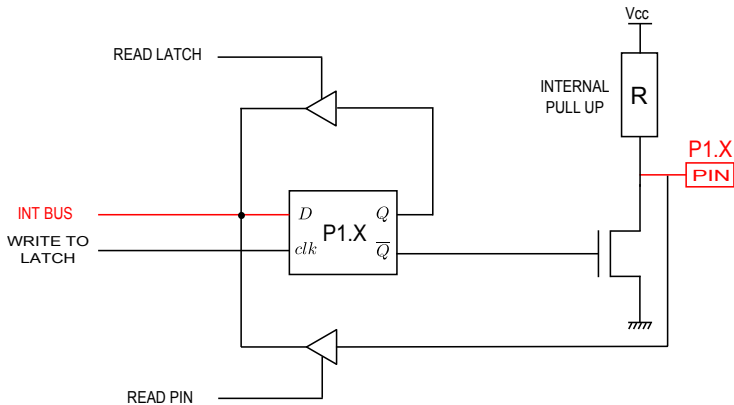 Vcc
READ LATCH
INTERNAL
PULL UP
R
P1.X
PIN
INT BUS
D
Q
WRITE TO
LATCH
clk
P1.X
Q̅
READ PIN